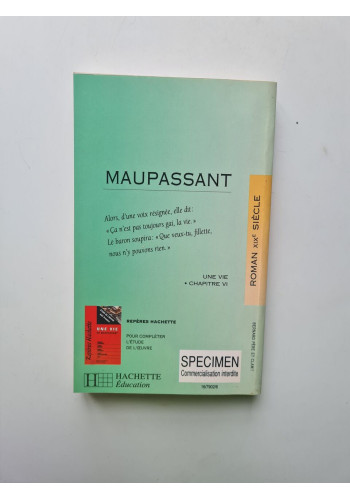 MAUPASSANT
Alors, d'une voix résignée, elle dit :
« Ça n'est pas toujours gai, la vie. »
Le baron soupira : « Que veux-tu, fillette,
nous n'y pouvons rien. »
UNE VIE
• CHAPITRE VI
ROMAN XIXe SIÈCLE
UNE VIE
REPÈRES HACHETTE
POUR COMPLÉTER
L'ÉTUDE
DE L'ŒUVRE
SPECIMEN
Commercialisation interdite
H HACHETTE
Éducation